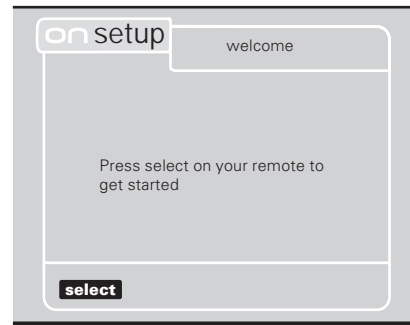 on setup
welcome
Press select on your remote to
get started
select